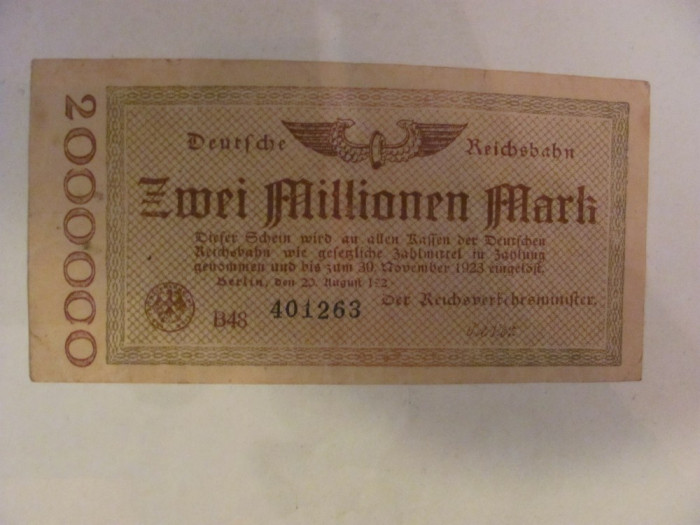 2000000
Deutsche Reichsbahn
Zwei Millionen Mark
Dieser Schein wird an allen Kassen der Deutschen
Reichsbahn wie gesetzliche Zahlmittel in Zahlung
genommen und bis zum 30. November 1923 eingelöst.
Berlin, den 20. August
Der Reichsverkehrsminister.
B48 401263